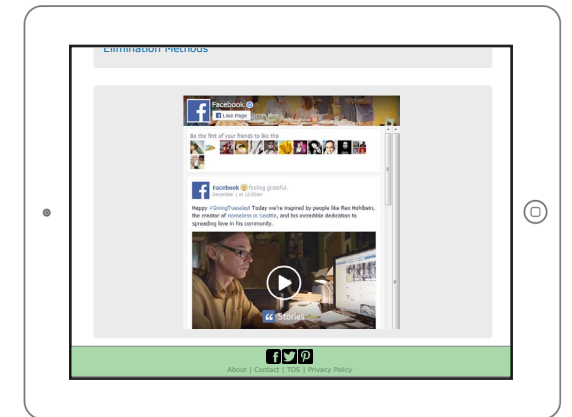 Elimination Methods
Facebook
Like Page
Be the first of your friends to like this
Facebook feeling grateful.
December 1 at 12:00am
Happy #GivingTuesday! Today we're inspired by people like Rex Hohlbein,
the creator of Homeless in Seattle, and his incredible dedication to
spreading love in his community.
Stories
About | Contact | TOS | Privacy Policy